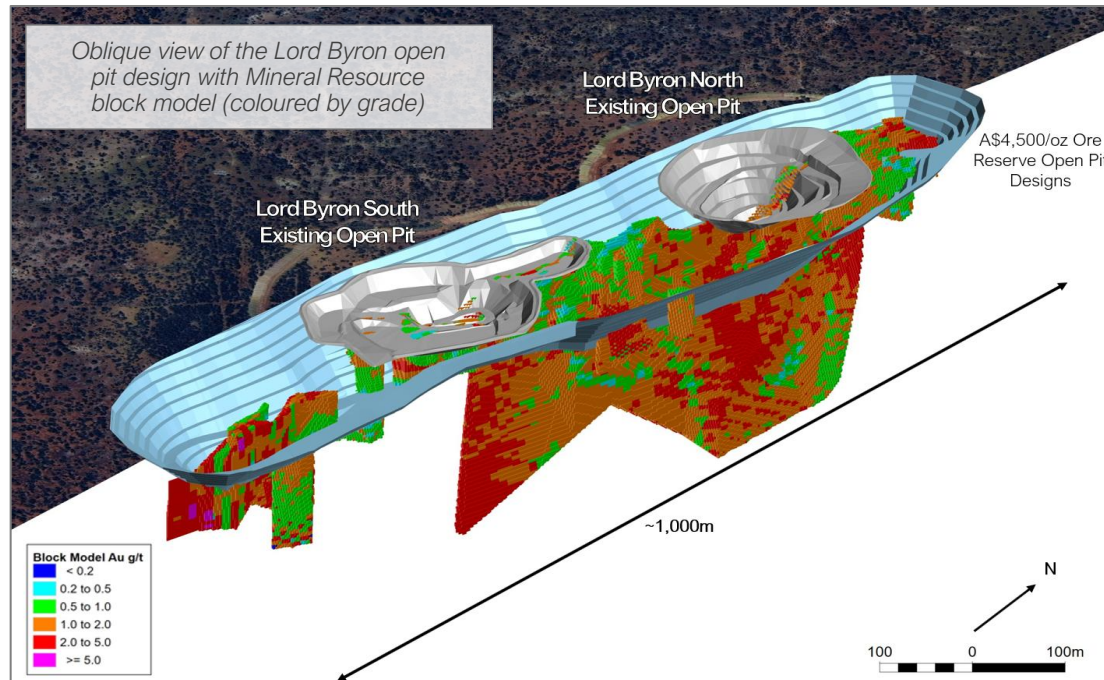 Oblique view of the Lord Byron open
pit design with Mineral Resource
block model (coloured by grade)
Lord Byron North
Existing Open Pit
A$4,500/oz Ore
Reserve Open Pit
Designs
Lord Byron South
Existing Open Pit
~1,000m
Block Model Au g/t
< 0.2
0.2 to 0.5
0.5 to 1.0
1.0 to 2.0
2.0 to 5.0
>= 5.0
N
100 0 100m